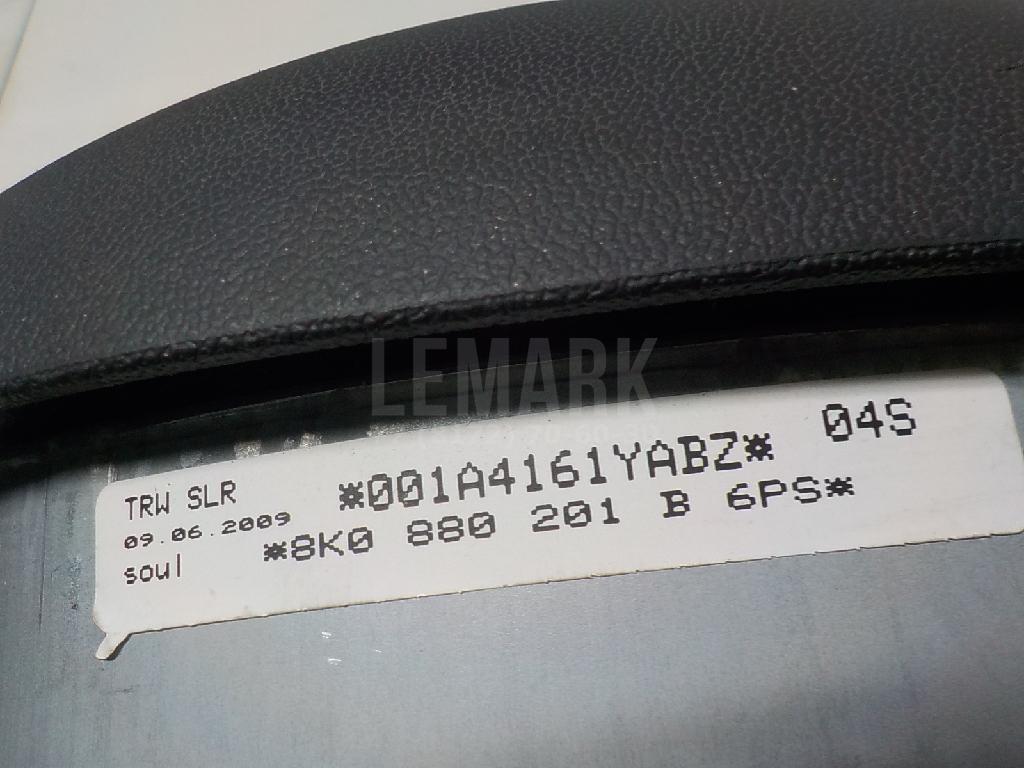 LEMARK
TRW SLR *001A4161YABZ* 04S
09.06.2009 *8K0 880 201 B 6PS*
soul